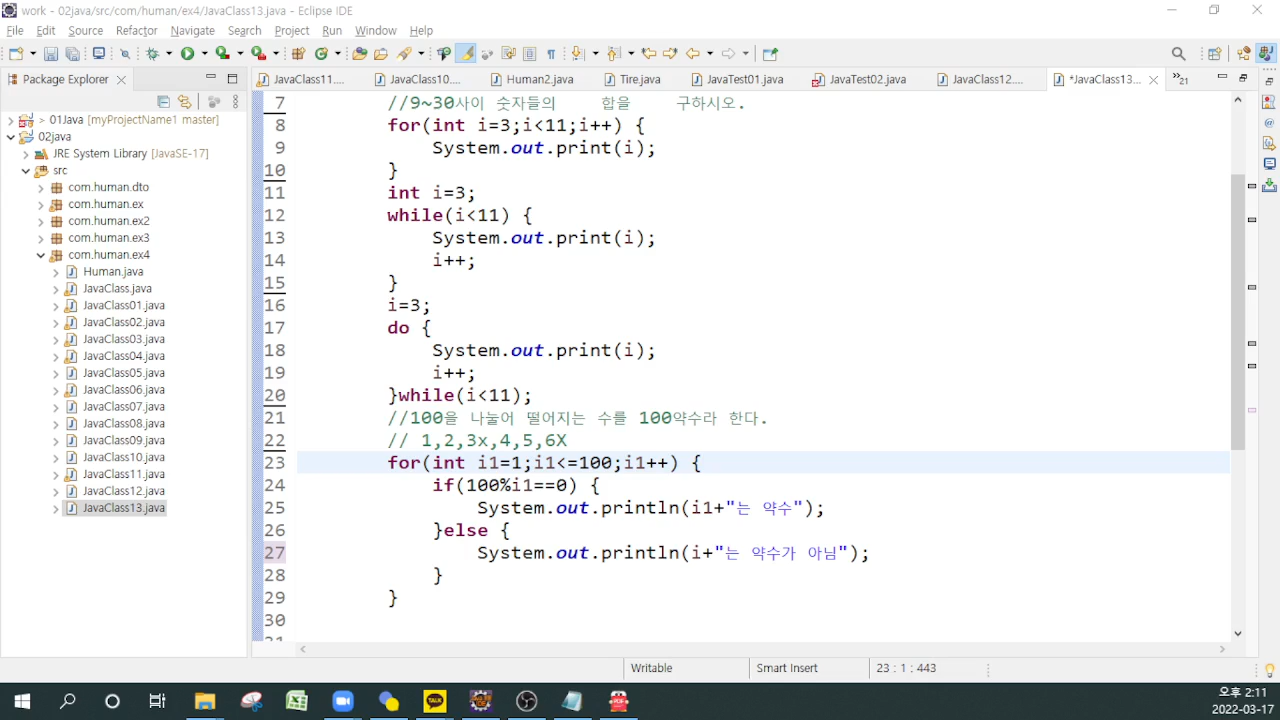 work - 02java/src/com/human/ex4/JavaClass13.java - Eclipse IDE
File Edit Source Refactor Navigate Search Project Run Window Help
Package Explorer
JavaClass11....
JavaClass10....
Human2.java
Tire.java
JavaTest01.java
JavaTest02.java
JavaClass12....
*JavaClass13...
»21
> 01Java [myProjectName1 master]
02java
JRE System Library [JavaSE-17]
src
com.human.dto
com.human.ex
com.human.ex2
com.human.ex3
com.human.ex4
Human.java
JavaClass.java
JavaClass01.java
JavaClass02.java
JavaClass03.java
JavaClass04.java
JavaClass05.java
JavaClass06.java
JavaClass07.java
JavaClass08.java
JavaClass09.java
JavaClass10.java
JavaClass11.java
JavaClass12.java
JavaClass13.java
7 //9~30사이 숫자들의 합을 구하시오.
8 for(int i=3;i<11;i++) {
9 System.out.print(i);
10 }
11 int i=3;
12 while(i<11) {
13 System.out.print(i);
14 i++;
15 }
16 i=3;
17 do {
18 System.out.print(i);
19 i++;
20 }while(i<11);
21 //100을 나눌어 떨어지는 수를 100약수라 한다.
22 // 1,2,3x,4,5,6X
23 for(int i1=1;i1<=100;i1++) {
24 if(100%i1==0) {
25 System.out.println(i1+"는 약수");
26 }else {
27 System.out.println(i+"는 약수가 아님");
28 }
29 }
30
31
Writable
Smart Insert
23 : 1 : 443
TALK
PDF
오후 2:11
2022-03-17